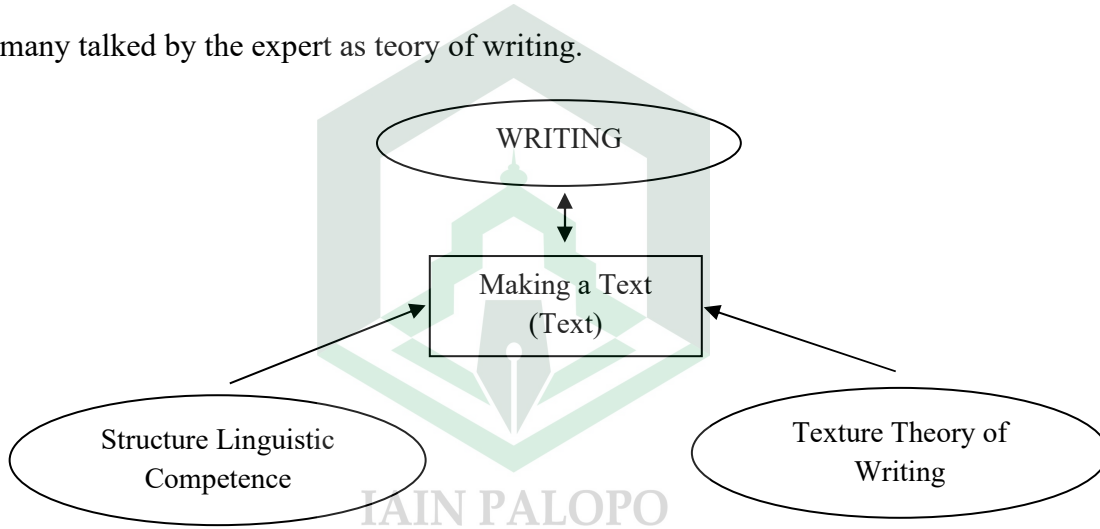 many talked by the expert as teory of writing.
WRITING
Making a Text
(Text)
Structure Linguistic
Competence
Texture Theory of
Writing
IAIN PALOPO